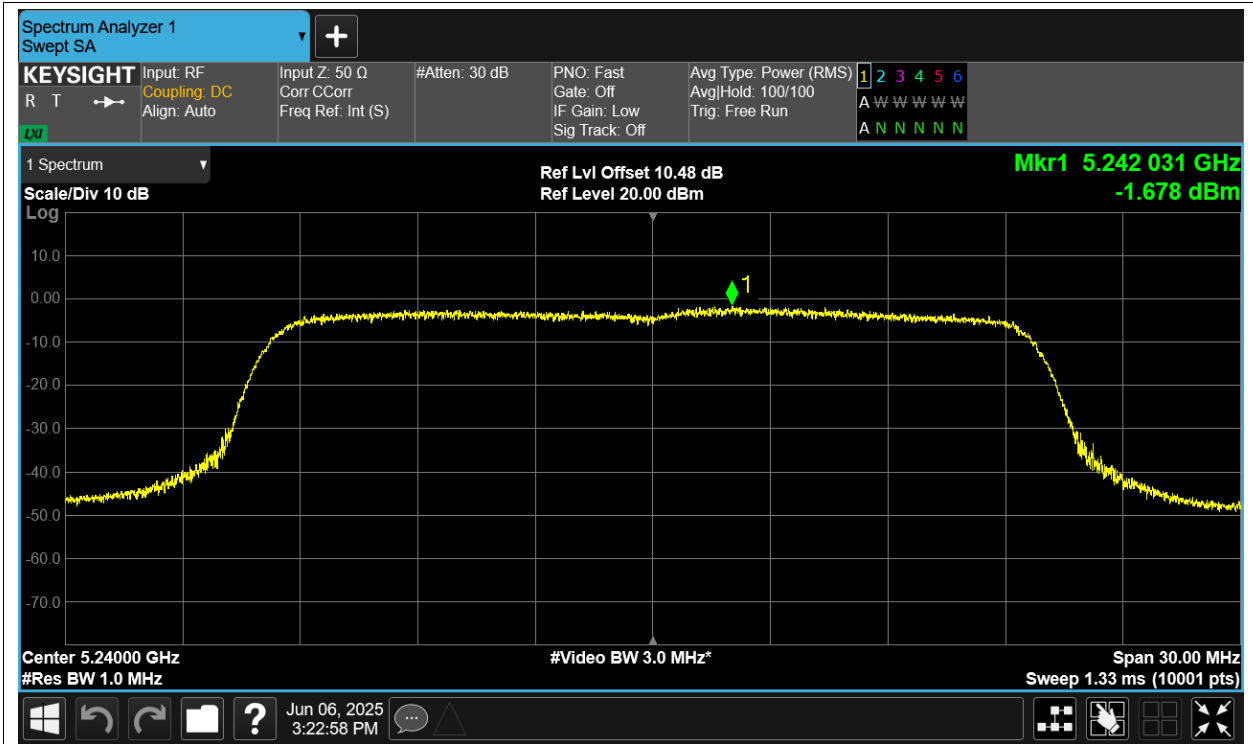 Spectrum Analyzer 1
Swept SA
KEYSIGHT
R T
LXI
Input: RF
Coupling: DC
Align: Auto
Input Z: 50 Ω
Corr CCorr
Freq Ref: Int (S)
#Atten: 30 dB
PNO: Fast
Gate: Off
IF Gain: Low
Sig Track: Off
Avg Type: Power (RMS)
Avg|Hold: 100/100
Trig: Free Run
1 2 3 4 5 6
A W W W W W
A N N N N N
1 Spectrum
Scale/Div 10 dB
Log
Ref Lvl Offset 10.48 dB
Ref Level 20.00 dBm
Mkr1 5.242 031 GHz
-1.678 dBm
10.0
0.00
-10.0
-20.0
-30.0
-40.0
-50.0
-60.0
-70.0
1
Center 5.24000 GHz
#Res BW 1.0 MHz
#Video BW 3.0 MHz*
Span 30.00 MHz
Sweep 1.33 ms (10001 pts)
?
Jun 06, 2025
3:22:58 PM